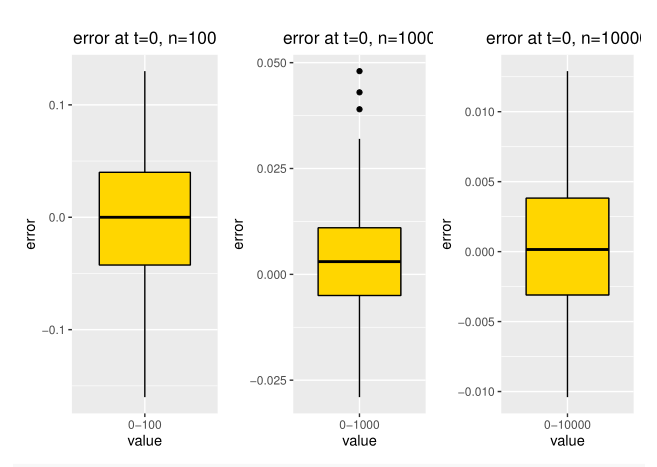 error at t=0, n=100
error
0.1
0.0
−0.1
0−100
value
error at t=0, n=1000
error
0.050
0.025
0.000
−0.025
0−1000
value
error at t=0, n=1000
error
0.010
0.005
0.000
−0.005
−0.010
0−10000
value